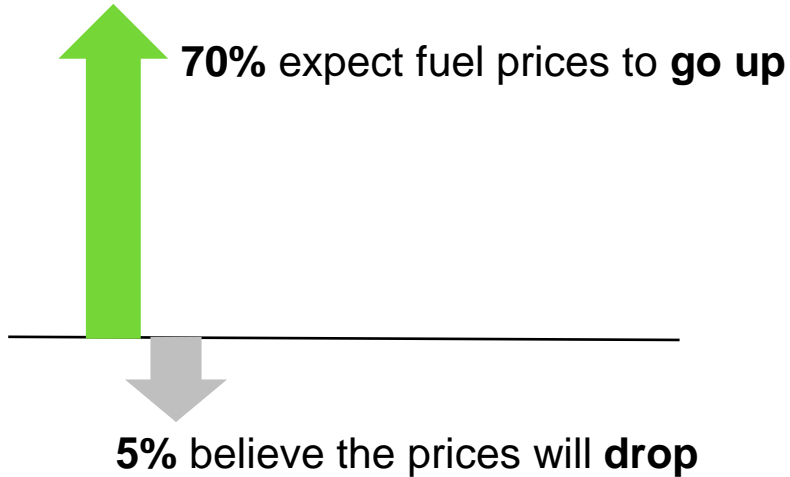 70% expect fuel prices to go up
5% believe the prices will drop